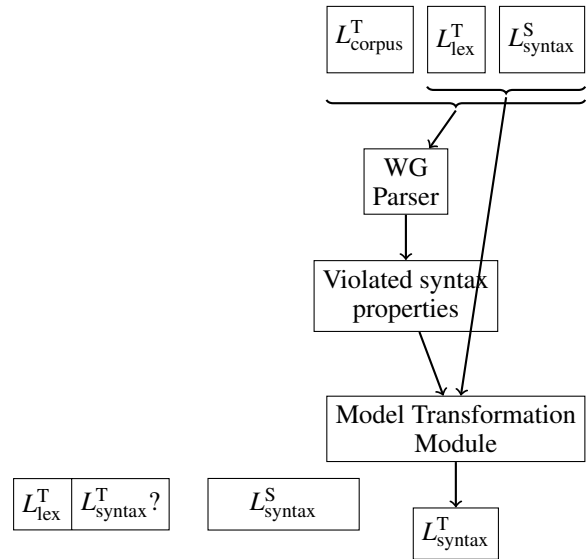 L^T_corpus L^T_lex L^S_syntax
WG
Parser
Violated syntax
properties
Model Transformation
Module
L^T_lex L^T_syntax? L^S_syntax
L^T_syntax